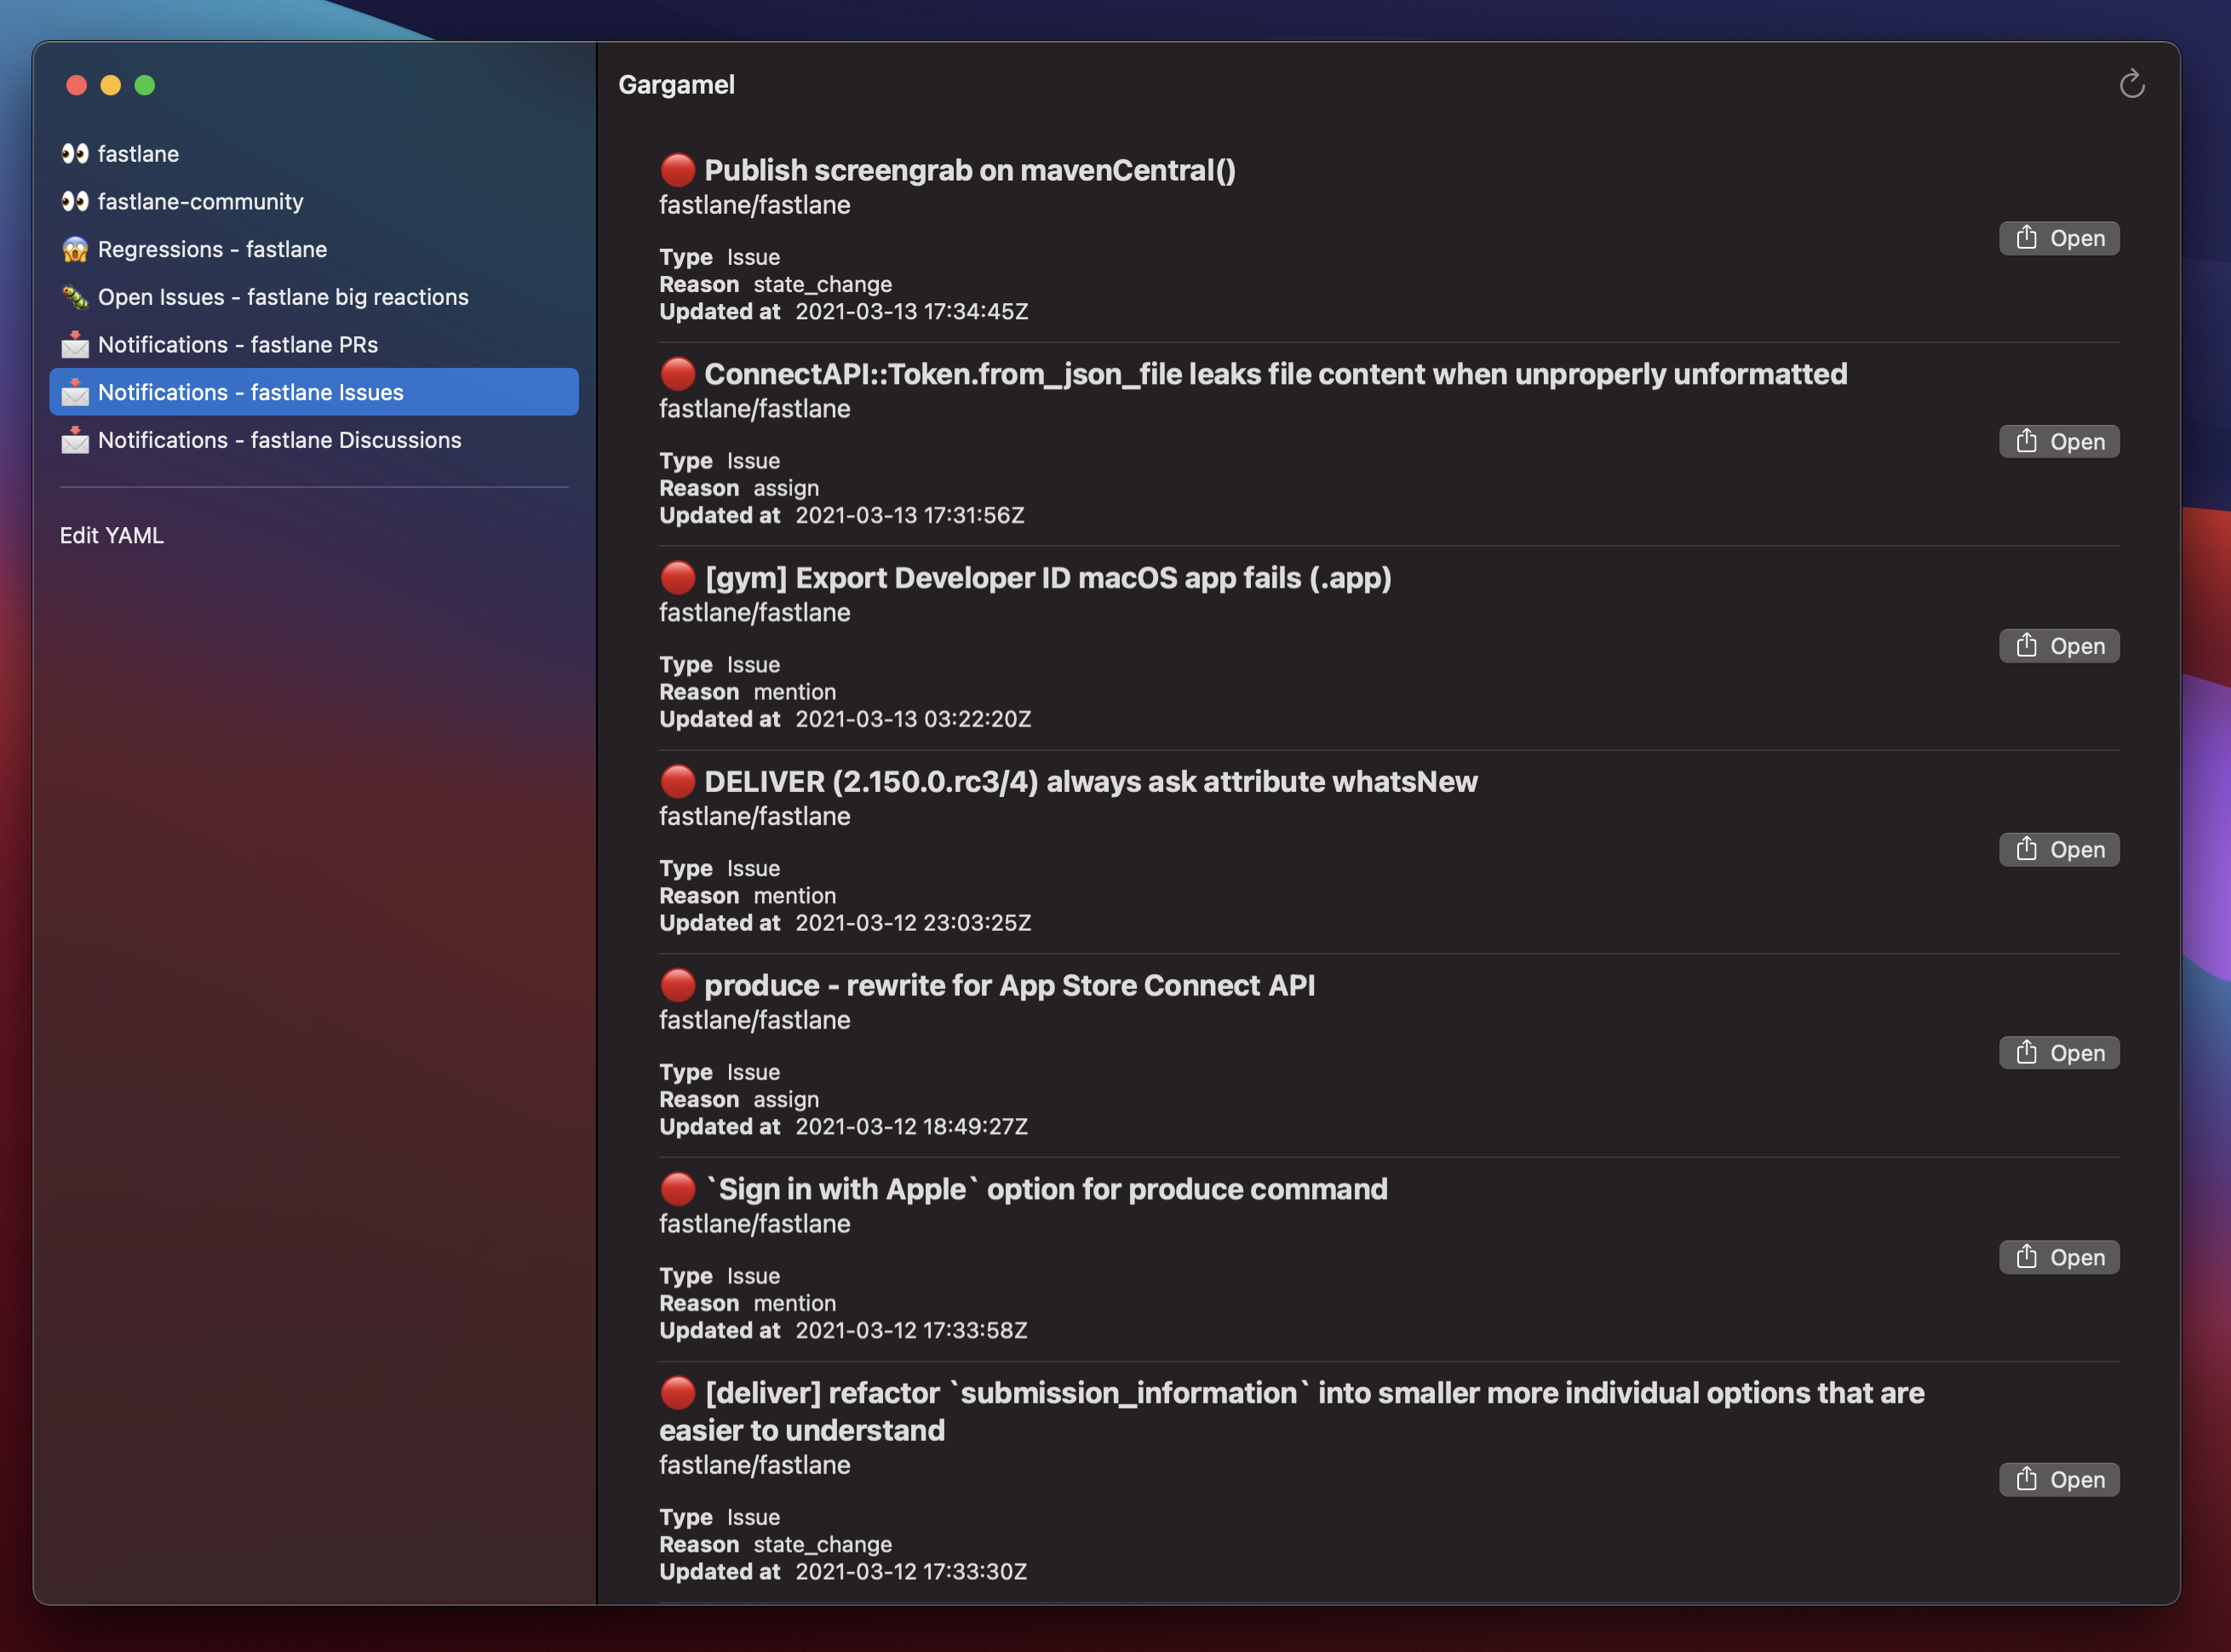 fastlane
fastlane-community
Regressions - fastlane
Open Issues - fastlane big reactions
Notifications - fastlane PRs
Notifications - fastlane Issues
Notifications - fastlane Discussions
Edit YAML
Gargamel
Publish screengrab on mavenCentral()
fastlane/fastlane
Open
Type Issue
Reason state_change
Updated at 2021-03-13 17:34:45Z
ConnectAPI::Token.from_json_file leaks file content when unproperly unformatted
fastlane/fastlane
Open
Type Issue
Reason assign
Updated at 2021-03-13 17:31:56Z
[gym] Export Developer ID macOS app fails (.app)
fastlane/fastlane
Open
Type Issue
Reason mention
Updated at 2021-03-13 03:22:20Z
DELIVER (2.150.0.rc3/4) always ask attribute whatsNew
fastlane/fastlane
Open
Type Issue
Reason mention
Updated at 2021-03-12 23:03:25Z
produce - rewrite for App Store Connect API
fastlane/fastlane
Open
Type Issue
Reason assign
Updated at 2021-03-12 18:49:27Z
`Sign in with Apple` option for produce command
fastlane/fastlane
Open
Type Issue
Reason mention
Updated at 2021-03-12 17:33:58Z
[deliver] refactor `submission_information` into smaller more individual options that are
easier to understand
fastlane/fastlane
Open
Type Issue
Reason state_change
Updated at 2021-03-12 17:33:30Z